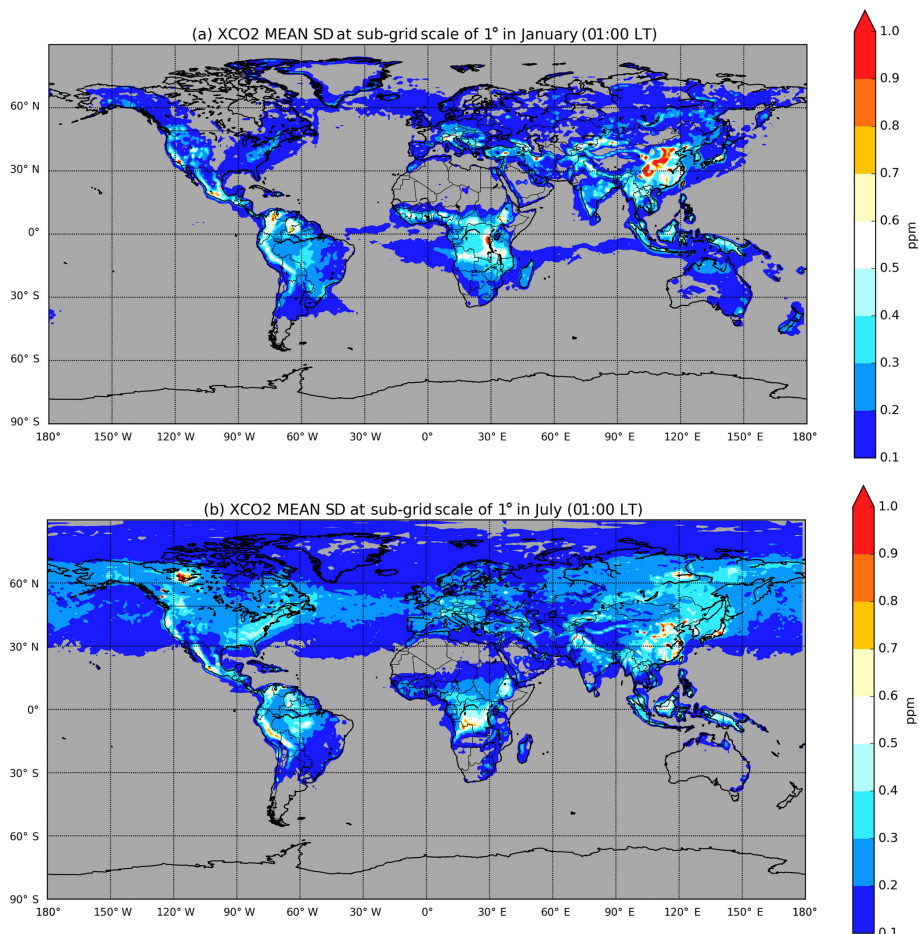 (a) XCO2 MEAN SD at sub-grid scale of 1° in January (01:00 LT)
60° N
30° N
0°
30° S
60° S
90° S
180° 150° W 120° W 90° W 60° W 30° W 0° 30° E 60° E 90° E 120° E 150° E 180°
1.0
0.9
0.8
0.7
0.6
0.5
0.4
0.3
0.2
0.1
ppm
(b) XCO2 MEAN SD at sub-grid scale of 1° in July (01:00 LT)
60° N
30° N
0°
30° S
60° S
90° S
180° 150° W 120° W 90° W 60° W 30° W 0° 30° E 60° E 90° E 120° E 150° E 180°
1.0
0.9
0.8
0.7
0.6
0.5
0.4
0.3
0.2
0.1
ppm